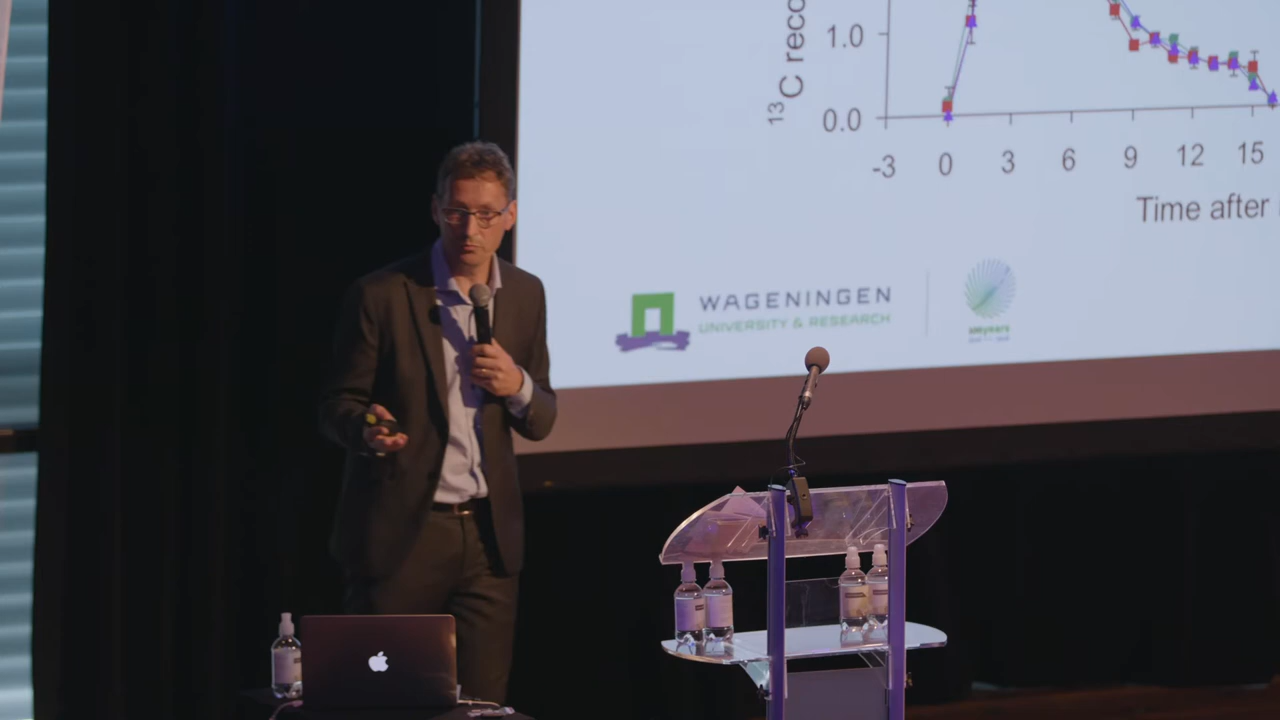 ¹³C reco
1.0
0.0
-3 0 3 6 9 12 15
Time after
WAGENINGEN
UNIVERSITY & RESEARCH